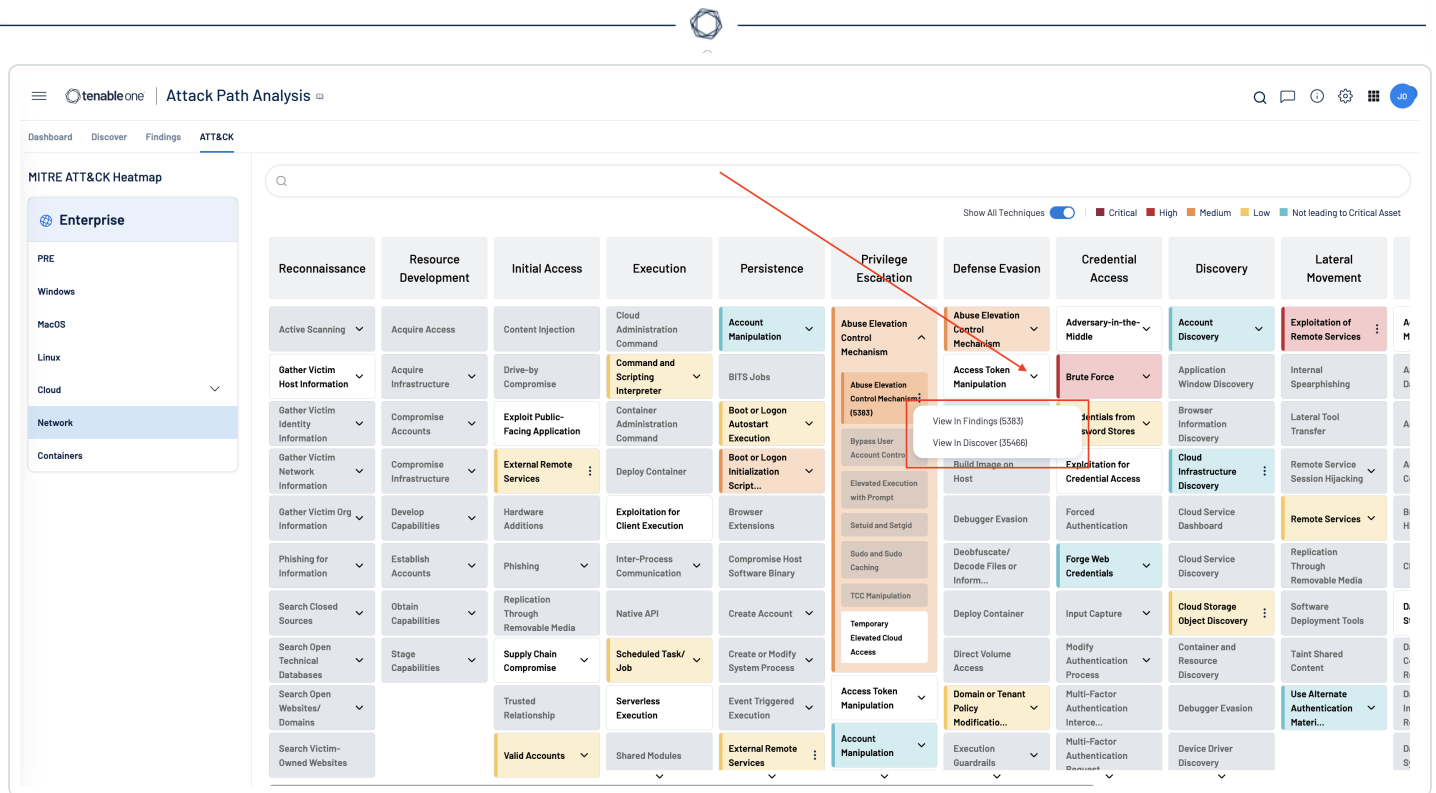 tenable one
Attack Path Analysis
JO
Dashboard
Discover
Findings
ATT&CK
MITRE ATT&CK Heatmap
Enterprise
PRE
Windows
MacOS
Linux
Cloud
Network
Containers
Show All Techniques
Critical
High
Medium
Low
Not leading to Critical Asset
Reconnaissance
Active Scanning
Gather Victim
Host Information
Gather Victim
Identity
Information
Gather Victim
Network
Information
Gather Victim Org
Information
Phishing for
Information
Search Closed
Sources
Search Open
Technical
Databases
Search Open
Websites/
Domains
Search Victim-
Owned Websites
Resource
Development
Acquire Access
Acquire
Infrastructure
Compromise
Accounts
Compromise
Infrastructure
Develop
Capabilities
Establish
Accounts
Obtain
Capabilities
Stage
Capabilities
Initial Access
Content Injection
Drive-by
Compromise
Exploit Public-
Facing Application
External Remote
Services
Hardware
Additions
Phishing
Replication
Through
Removable Media
Supply Chain
Compromise
Trusted
Relationship
Valid Accounts
Execution
Cloud
Administration
Command
Command and
Scripting
Interpreter
Container
Administration
Command
Deploy Container
Exploitation for
Client Execution
Inter-Process
Communication
Native API
Scheduled Task/
Job
Serverless
Execution
Shared Modules
Persistence
Account
Manipulation
BITS Jobs
Boot or Logon
Autostart
Execution
Boot or Logon
Initialization
Script...
Browser
Extensions
Compromise Host
Software Binary
Create Account
Create or Modify
System Process
Event Triggered
Execution
External Remote
Services
Privilege
Escalation
Abuse Elevation
Control
Mechanism
Abuse Elevation
Control Mechanism
(5383)
Bypass User
Account Contro
Elevated Execution
with Prompt
Setuid and Setgid
Sudo and Sudo
Caching
TCC Manipulation
Temporary
Elevated Cloud
Access
Access Token
Manipulation
Account
Manipulation
View In Findings (5383)
View In Discover (35466)
Defense Evasion
Abuse Elevation
Control
Mechanism
Access Token
Manipulation
Build Image on
Host
Debugger Evasion
Deobfuscate/
Decode Files or
Inform...
Deploy Container
Direct Volume
Access
Domain or Tenant
Policy
Modificatio...
Execution
Guardrails
Credential
Access
Adversary-in-the-
Middle
Brute Force
dentials from
sword Stores
Exploitation for
Credential Access
Forced
Authentication
Forge Web
Credentials
Input Capture
Modify
Authentication
Process
Multi-Factor
Authentication
Interce...
Multi-Factor
Authentication
Request
Discovery
Account
Discovery
Application
Window Discovery
Browser
Information
Discovery
Cloud
Infrastructure
Discovery
Cloud Service
Dashboard
Cloud Service
Discovery
Cloud Storage
Object Discovery
Container and
Resource
Discovery
Debugger Evasion
Device Driver
Discovery
Lateral
Movement
Exploitation of
Remote Services
Internal
Spearphishing
Lateral Tool
Transfer
Remote Service
Session Hijacking
Remote Services
Replication
Through
Removable Media
Software
Deployment Tools
Taint Shared
Content
Use Alternate
Authentication
Materi...